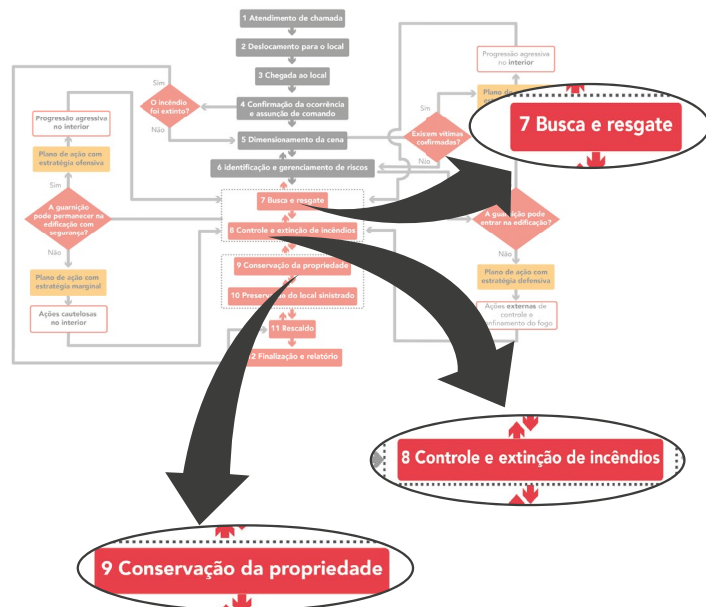 1 Atendimento de chamada
2 Deslocamento para o local
3 Chegada ao local
4 Confirmação da ocorrência
e assunção de comando
5 Dimensionamento da cena
6 identificação e gerenciamento de riscos
7 Busca e resgate
8 Controle e extinção de incêndios
9 Conservação da propriedade
10 Preservação do local sinistrado
11 Rescaldo
2 Finalização e relatório
Sim
O incêndio
foi extinto?
Não
Progressão agressiva
no interior
Plano de ação com
estratégia ofensiva
Sim
A guarnição
pode permanecer na
edificação com
segurança?
Não
Plano de ação com
estratégia marginal
Ações cautelosas
no interior
Progressão agressiva
no interior
Plano de
Sim
Existem vítimas
confirmadas?
Não
A guarnição pode
entrar na edificação?
Não
Plano de ação com
estratégia defensiva
Ações externas de
controle e
confinamento do fogo
7 Busca e resgate
8 Controle e extinção de incêndios
9 Conservação da propriedade